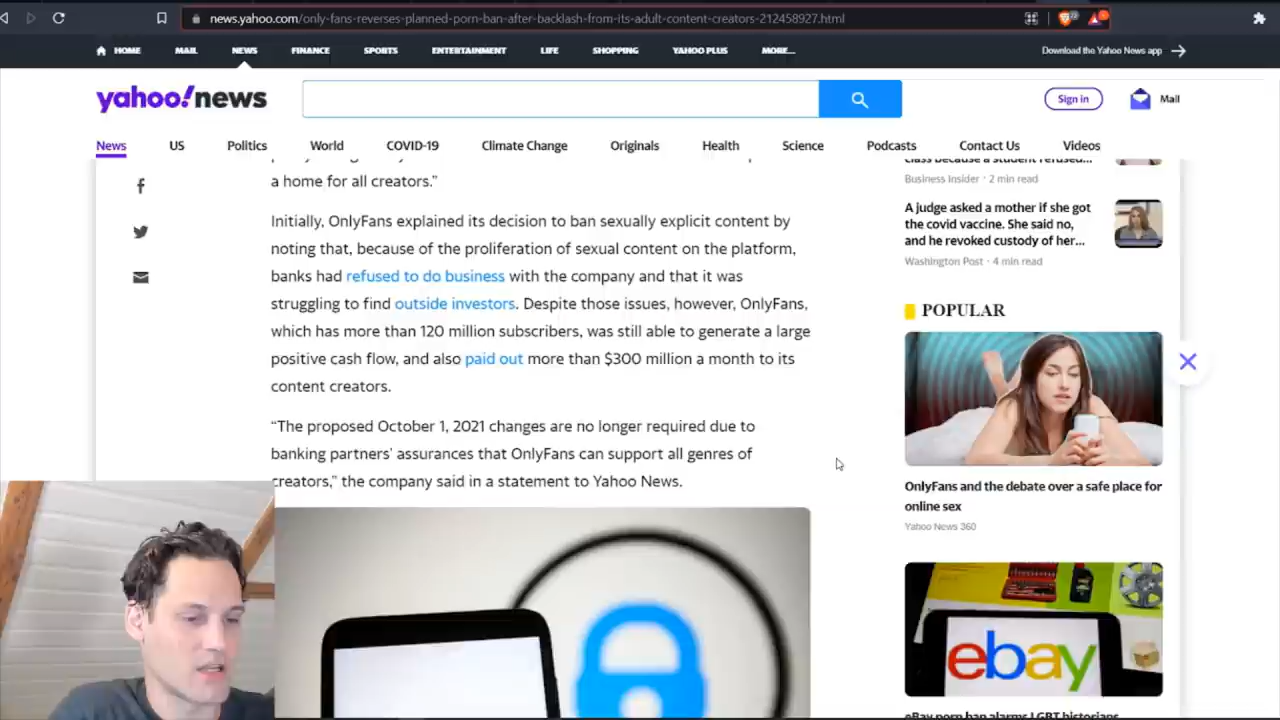 news.yahoo.com/only-fans-reverses-planned-porn-ban-after-backlash-from-its-adult-content-creators-212458927.html
HOME MAIL NEWS FINANCE SPORTS ENTERTAINMENT LIFE SHOPPING YAHOO PLUS MORE... Download the Yahoo News app
yahoo!news
Sign in
Mail
News US Politics World COVID-19 Climate Change Originals Health Science Podcasts Contact Us Videos
a home for all creators.”
Initially, OnlyFans explained its decision to ban sexually explicit content by
noting that, because of the proliferation of sexual content on the platform,
banks had refused to do business with the company and that it was
struggling to find outside investors. Despite those issues, however, OnlyFans,
which has more than 120 million subscribers, was still able to generate a large
positive cash flow, and also paid out more than $300 million a month to its
content creators.
“The proposed October 1, 2021 changes are no longer required due to
banking partners’ assurances that OnlyFans can support all genres of
creators,” the company said in a statement to Yahoo News.
class because a student refused...
Business Insider · 2 min read
A judge asked a mother if she got
the covid vaccine. She said no,
and he revoked custody of her...
Washington Post · 4 min read
POPULAR
OnlyFans and the debate over a safe place for
online sex
Yahoo News 360
ebay
eBay porn ban alarms LGBT historians